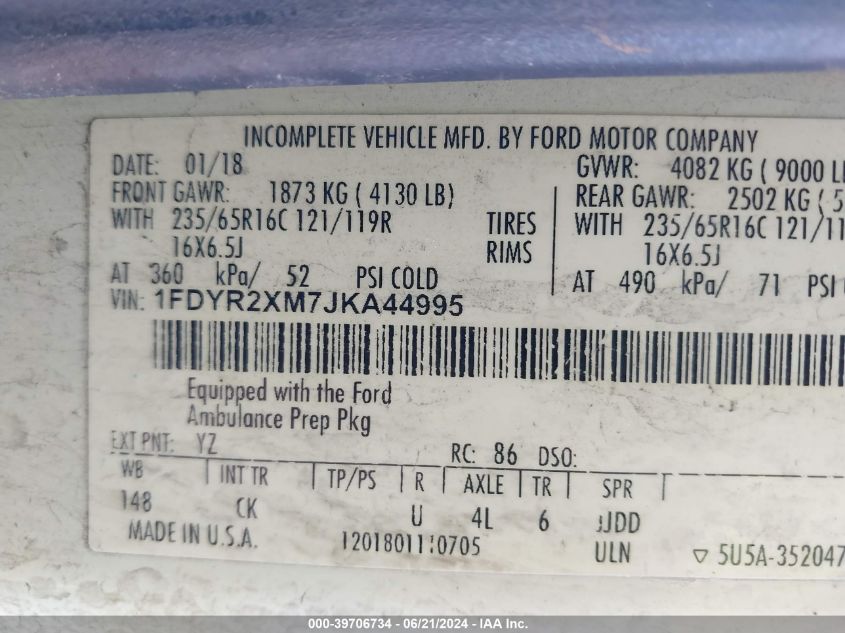 INCOMPLETE VEHICLE MFD. BY FORD MOTOR COMPANY
DATE: 01/18 GVWR: 4082 KG ( 9000 L
FRONT GAWR: 1873 KG ( 4130 LB) REAR GAWR: 2502 KG ( 5
WITH 235/65R16C 121/119R TIRES WITH 235/65R16C 121/11
16X6.5J RIMS 16X6.5J
AT 360 kPa/ 52 PSI COLD AT 490 kPa/ 71 PSI
VIN: 1FDYR2XM7JKA44995
Equipped with the Ford
Ambulance Prep Pkg
EXT PNT: YZ RC: 86 DSO:
WB INT TR TP/PS R AXLE TR SPR
148 CK U 4L 6 JJDD
MADE IN U.S.A. 12018011 0705 ULN 5U5A-352047
000-39706734 - 06/21/2024 - IAA Inc.